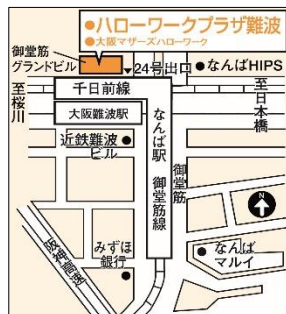 ●ハローワークプラザ難波
●大阪マザーズハローワーク
御堂筋
グランドビル
▼24号出口
●なんばHIPS
至桜川
千日前線
至日本橋
大阪難波駅
近鉄難波
ビル
なんば駅 御堂筋線
御堂筋
N
阪神高速
みずほ
銀行
なんば
マルイ